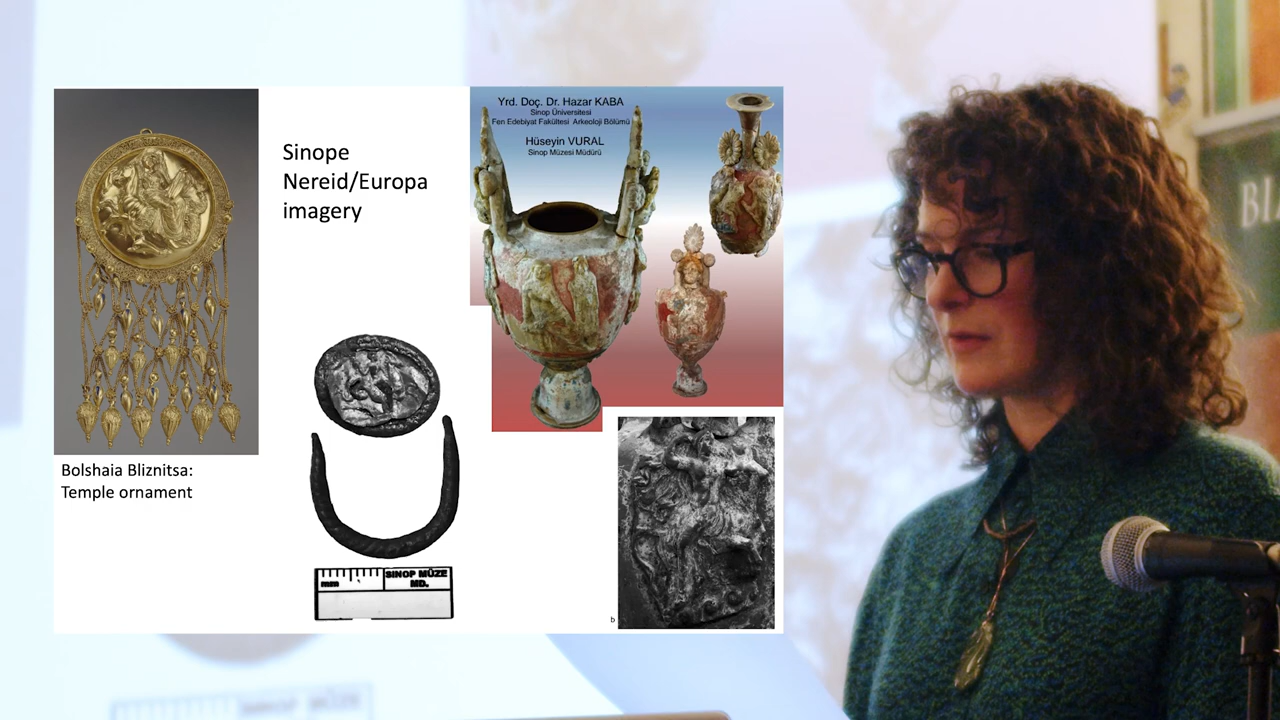 Sinope
Nereid/Europa
imagery
Bolshaia Bliznitsa:
Temple ornament
Yrd. Doç. Dr. Hazar KABA
Sinop Üniversitesi
Fen Edebiyat Fakültesi Arkeoloji Bölümü
Hüseyin VURAL
Sinop Müzesi Müdürü
mm
SINOP MÜZE
MD.
b